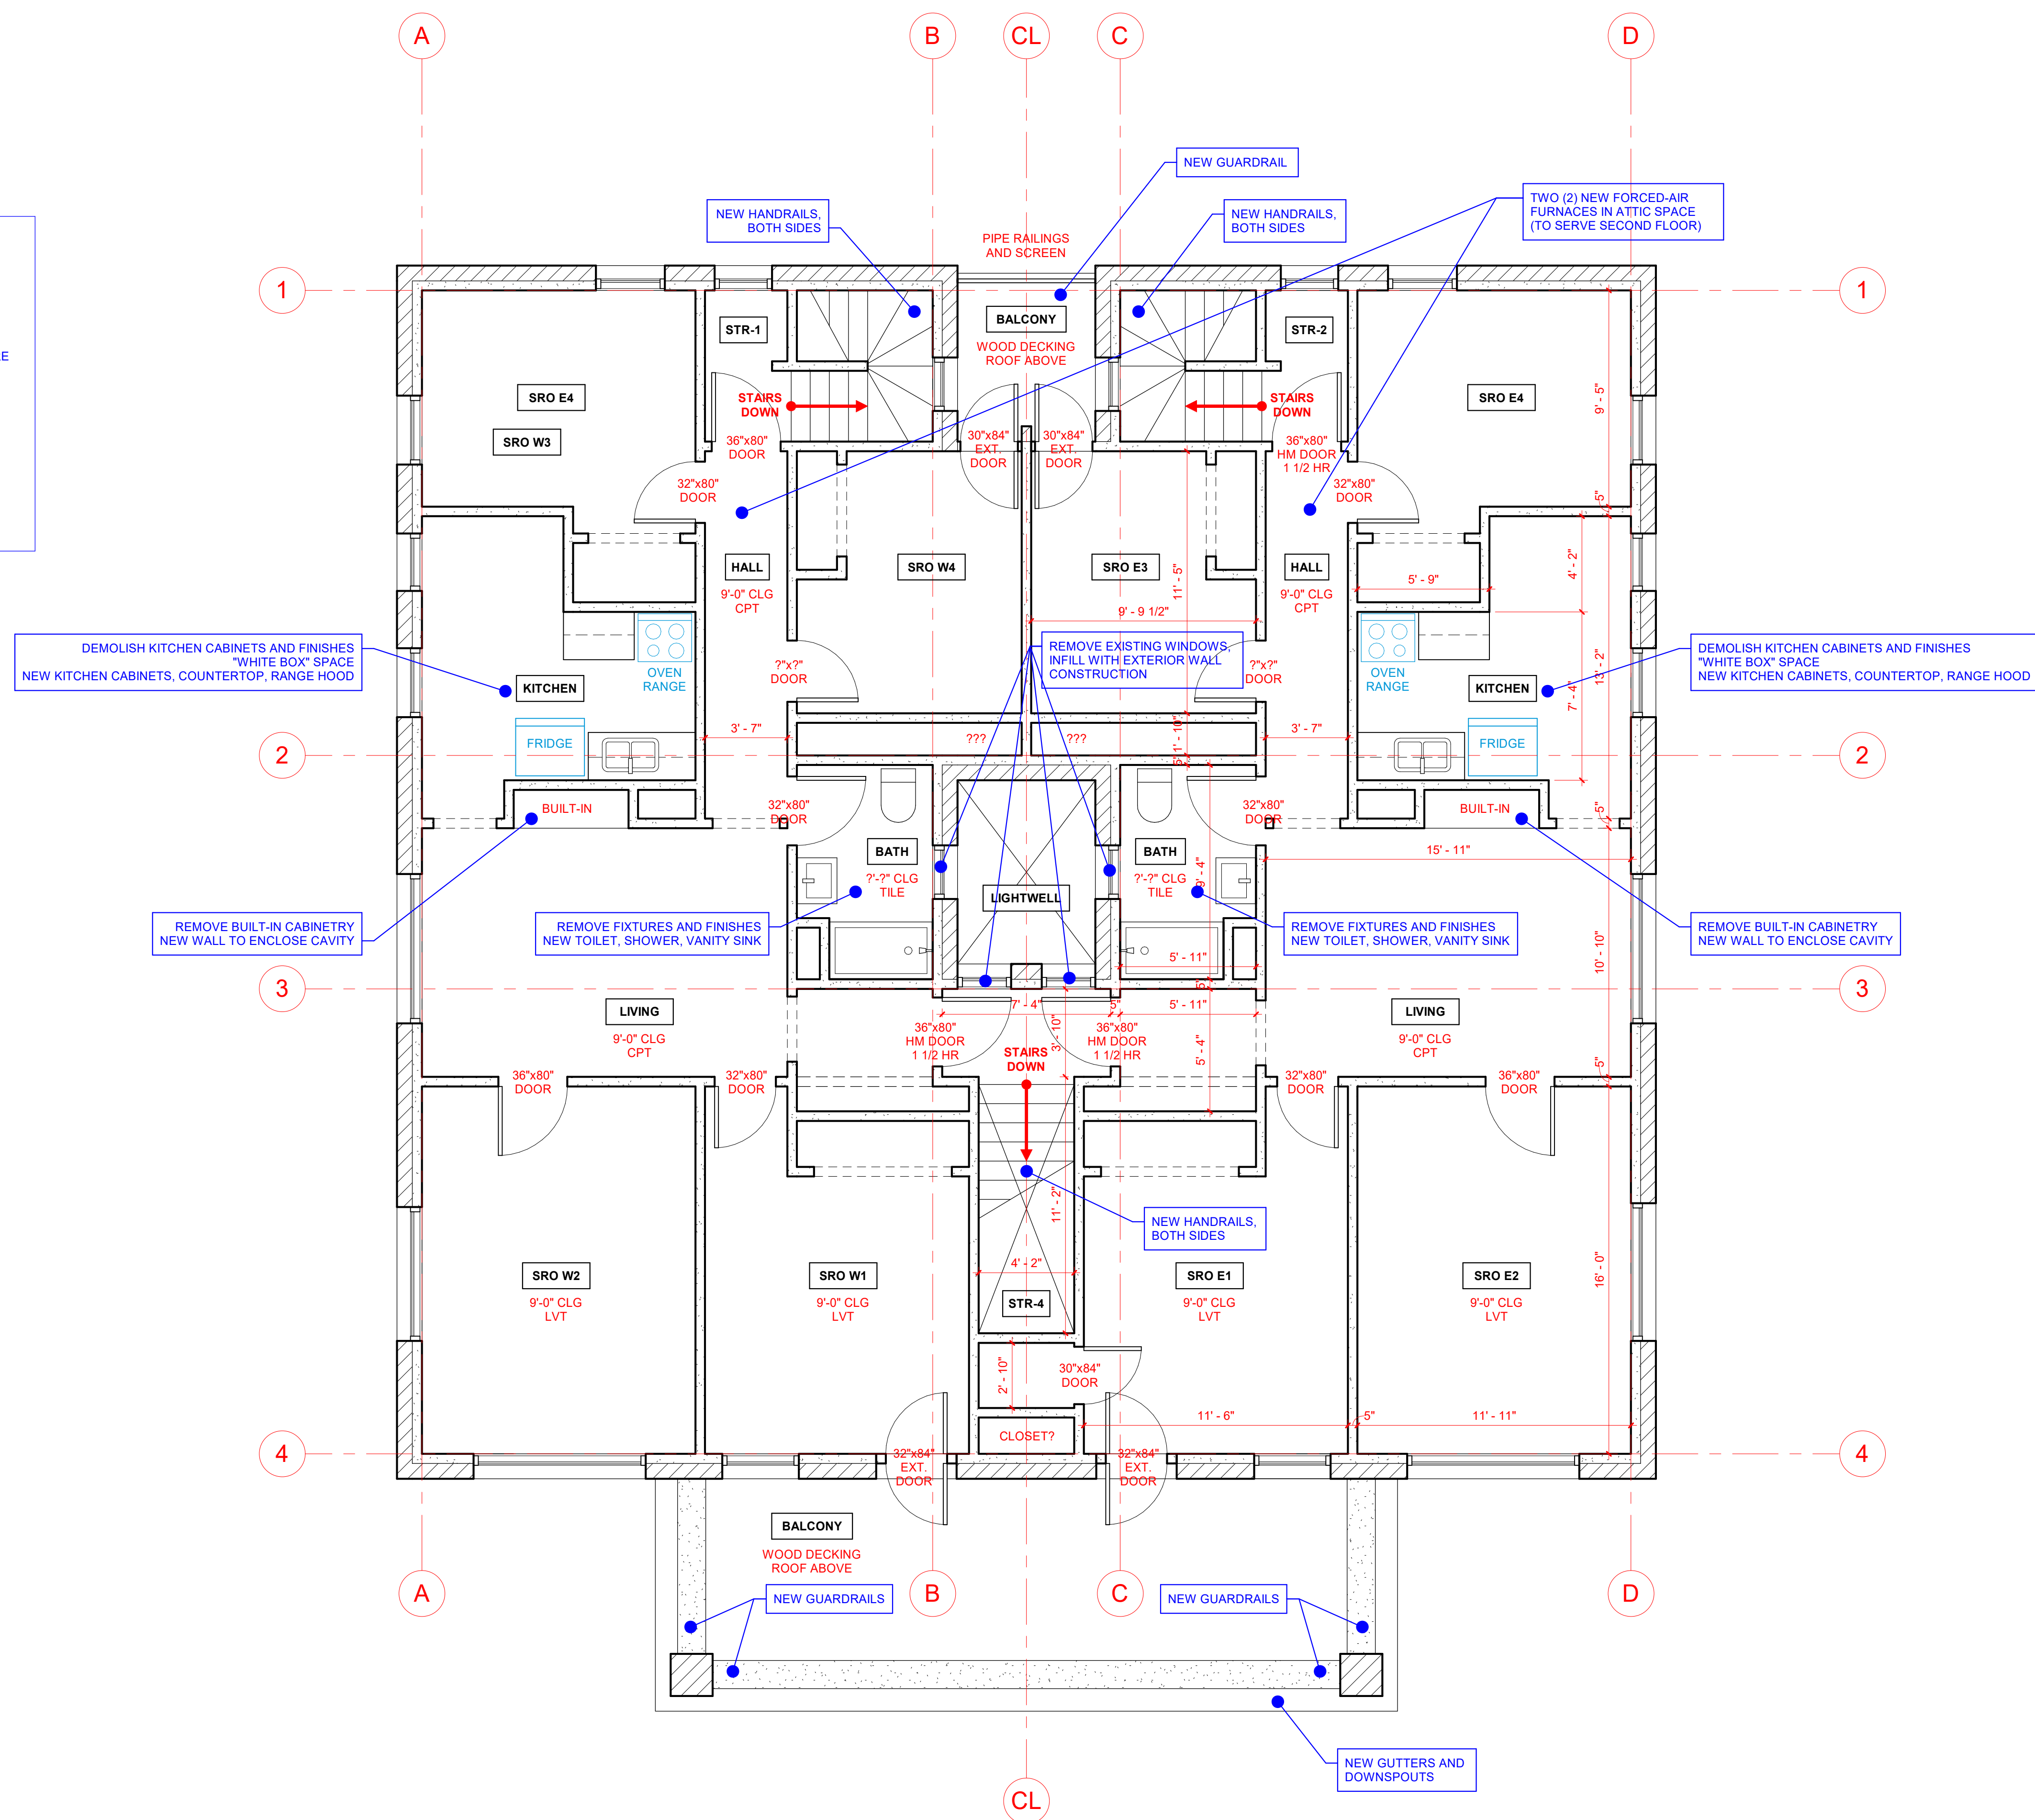 A
B
CL
C
D
NEW GUARDRAIL
NEW HANDRAILS,
BOTH SIDES
NEW HANDRAILS,
BOTH SIDES
TWO (2) NEW FORCED-AIR
FURNACES IN ATTIC SPACE
(TO SERVE SECOND FLOOR)
PIPE RAILINGS
AND SCREEN
1
1
STR-1
BALCONY
STR-2
WOOD DECKING
ROOF ABOVE
E
SRO E4
SRO W3
STAIRS
DOWN
STAIRS
DOWN
SRO E4
9' - 5"
36"x80"
DOOR
30"x84"
EXT.
DOOR
30"x84"
EXT.
DOOR
36"x80"
HM DOOR
1 1/2 HR
32"x80"
DOOR
32"x80"
DOOR
5"
HALL
9'-0" CLG
CPT
SRO W4
SRO E3
11' - 5"
HALL
9'-0" CLG
CPT
5' - 9"
4' - 2"
9' - 9 1/2"
DEMOLISH KITCHEN CABINETS AND FINISHES
"WHITE BOX" SPACE
NEW KITCHEN CABINETS, COUNTERTOP, RANGE HOOD
OVEN
RANGE
KITCHEN
?"x?"
DOOR
REMOVE EXISTING WINDOWS,
INFILL WITH EXTERIOR WALL
CONSTRUCTION
?"x?"
DOOR
OVEN
RANGE
KITCHEN
7' - 4"
13' - 2"
DEMOLISH KITCHEN CABINETS AND FINISHES
"WHITE BOX" SPACE
NEW KITCHEN CABINETS, COUNTERTOP, RANGE HOOD
2
FRIDGE
3' - 7"
???
???
5"
1' - 10"
3' - 7"
FRIDGE
2
BUILT-IN
32"x80"
DOOR
32"x80"
DOOR
BUILT-IN
5"
BATH
?'-?" CLG
TILE
LIGHTWELL
BATH
?'-?" CLG
TILE
9' - 4"
15' - 11"
REMOVE BUILT-IN CABINETRY
NEW WALL TO ENCLOSE CAVITY
REMOVE FIXTURES AND FINISHES
NEW TOILET, SHOWER, VANITY SINK
REMOVE FIXTURES AND FINISHES
NEW TOILET, SHOWER, VANITY SINK
REMOVE BUILT-IN CABINETRY
NEW WALL TO ENCLOSE CAVITY
5' - 11"
10' - 10"
3
5"
3
LIVING
9'-0" CLG
CPT
7' - 4"
5"
5' - 11"
LIVING
9'-0" CLG
CPT
36"x80"
HM DOOR
1 1/2 HR
3' - 10"
36"x80"
HM DOOR
1 1/2 HR
5' - 4"
STAIRS
DOWN
5"
36"x80"
DOOR
32"x80"
DOOR
32"x80"
DOOR
36"x80"
DOOR
11' - 2"
NEW HANDRAILS,
BOTH SIDES
SRO W2
9'-0" CLG
LVT
SRO W1
9'-0" CLG
LVT
4' - 2"
STR-4
SRO E1
9'-0" CLG
LVT
SRO E2
9'-0" CLG
LVT
16' - 0"
2' - 10"
30"x84"
DOOR
11' - 6"
5"
11' - 11"
CLOSET?
4
32"x84"
EXT.
DOOR
32"x84"
EXT.
DOOR
4
BALCONY
WOOD DECKING
ROOF ABOVE
A
NEW GUARDRAILS
B
C
NEW GUARDRAILS
D
NEW GUTTERS AND
DOWNSPOUTS
CL